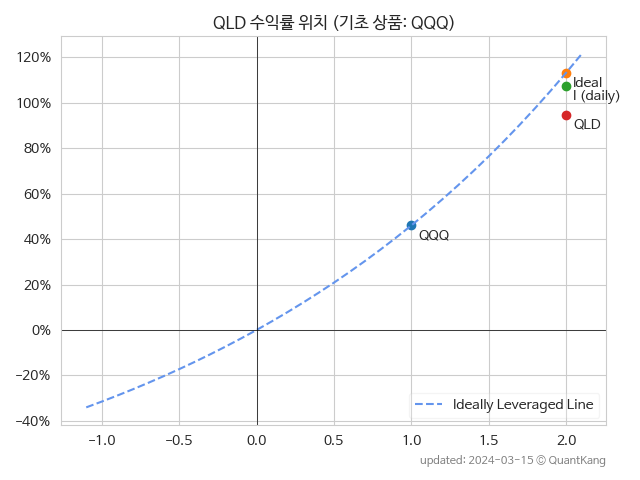 QLD 수익률 위치 (기초 상품: QQQ)
120%
100%
80%
60%
40%
20%
0%
−20%
−40%
Ideal
I (daily)
QLD
QQQ
Ideally Leveraged Line
−1.0 −0.5 0.0 0.5 1.0 1.5 2.0
updated: 2024-03-15 ⓒ QuantKang